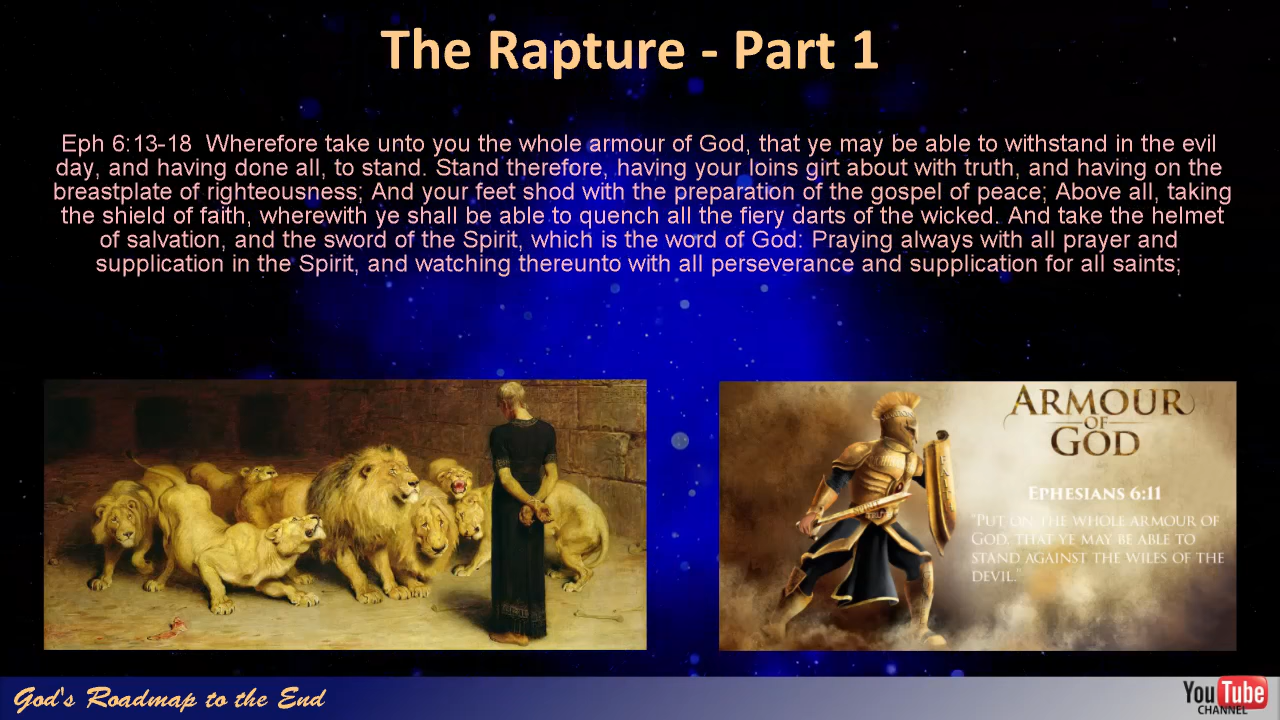 The Rapture - Part 1
Eph 6:13-18  Wherefore take unto you the whole armour of God, that ye may be able to withstand in the evil
day, and having done all, to stand. Stand therefore, having your loins girt about with truth, and having on the
breastplate of righteousness; And your feet shod with the preparation of the gospel of peace; Above all, taking
the shield of faith, wherewith ye shall be able to quench all the fiery darts of the wicked. And take the helmet
of salvation, and the sword of the Spirit, which is the word of God: Praying always with all prayer and
supplication in the Spirit, and watching thereunto with all perseverance and supplication for all saints;
ARMOUR
OF
GOD
EPHESIANS 6:11
"PUT ON THE WHOLE ARMOUR OF
GOD, THAT YE MAY BE ABLE TO
STAND AGAINST THE WILES OF THE
DEVIL."
God's Roadmap to the End
YouTube
CHANNEL